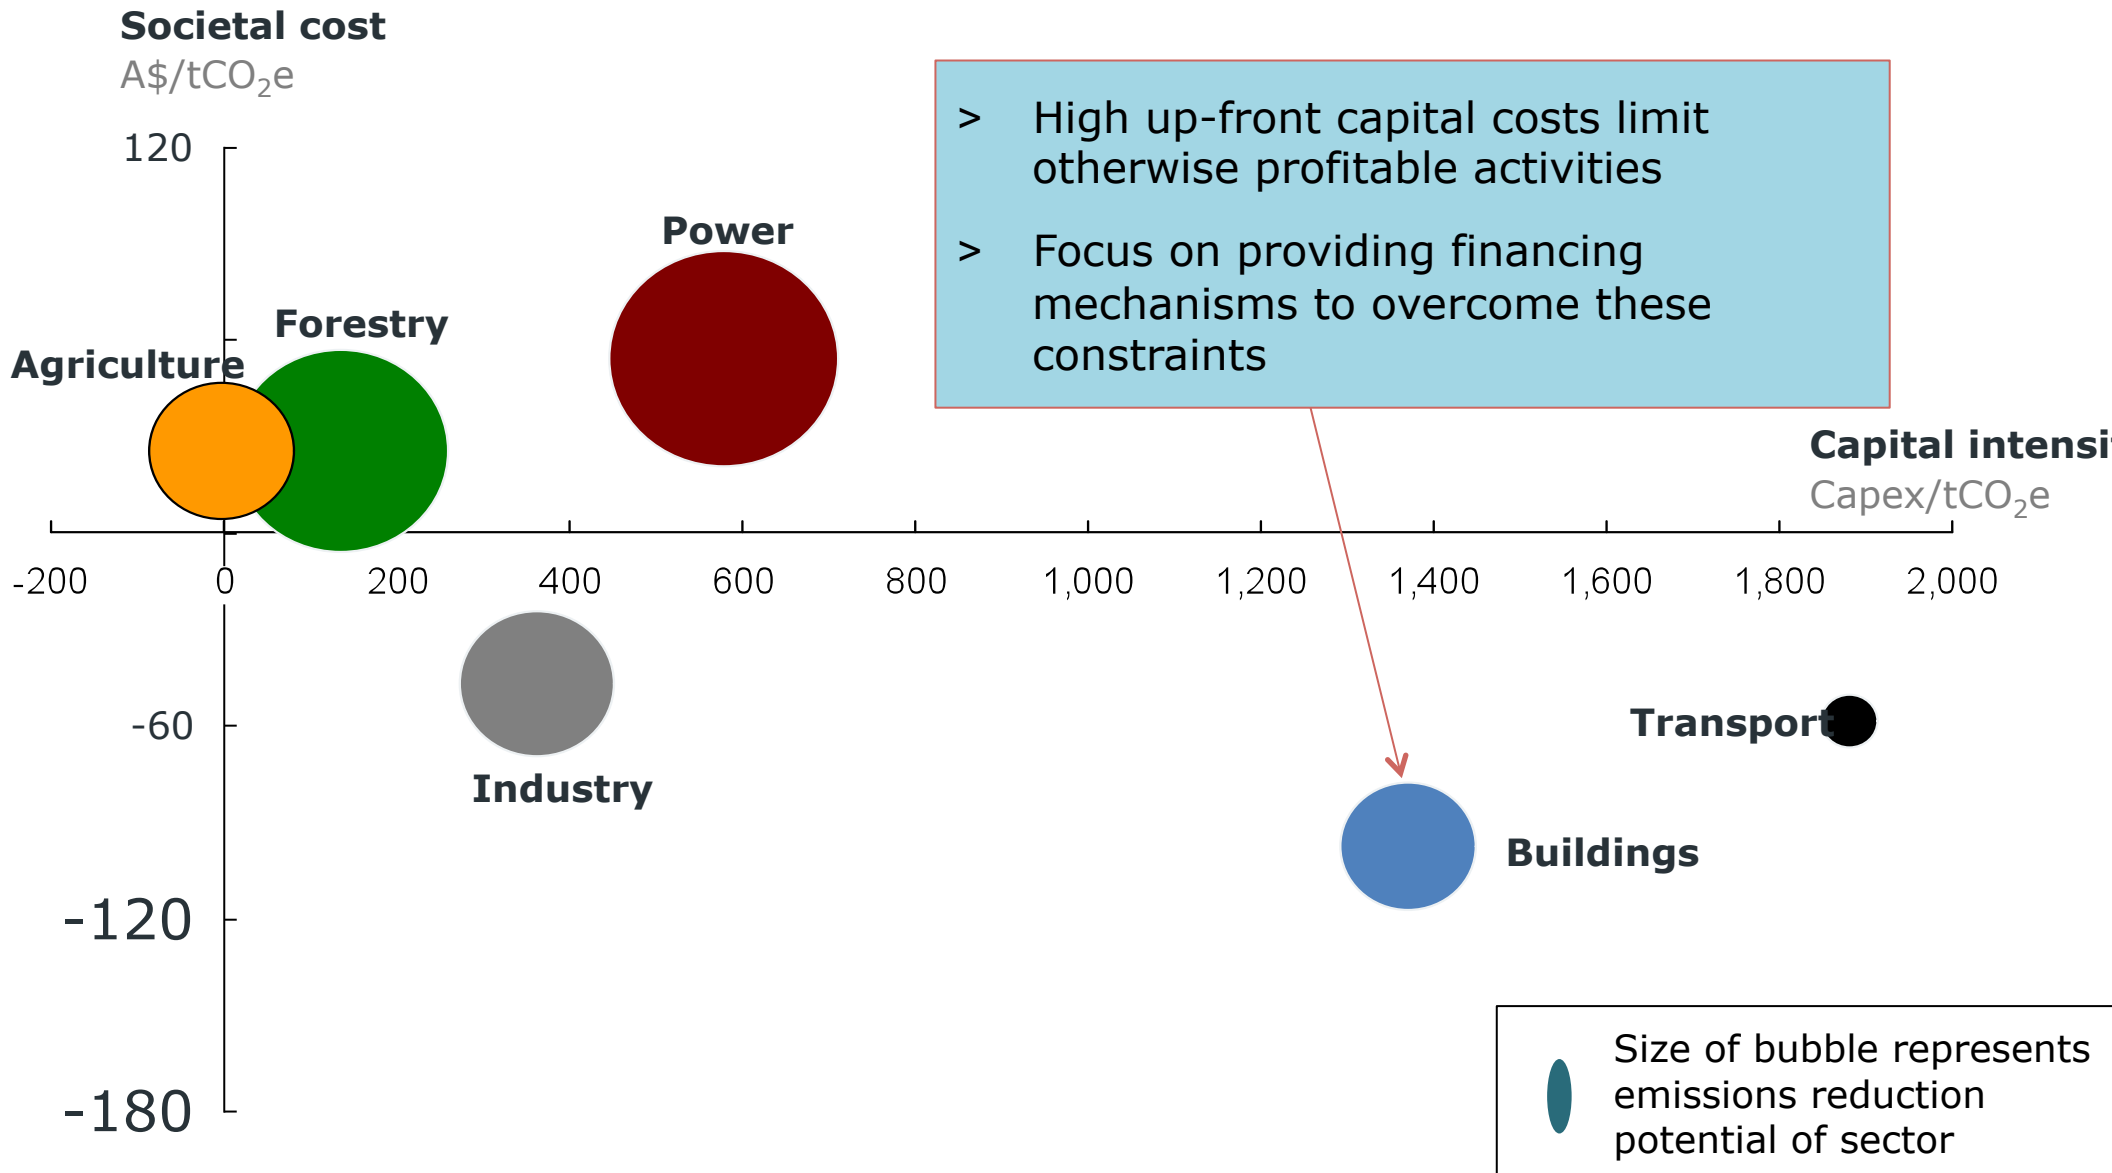 Societal cost
A$/tCO2e
> High up-front capital costs limit
otherwise profitable activities
> Focus on providing financing
mechanisms to overcome these
constraints
120
Power
Forestry
Agriculture
Capital intensi
Capex/tCO2e
-200 0 200 400 600 800 1,000 1,200 1,400 1,600 1,800 2,000
-60
Transport
Industry
Buildings
-120
-180
Size of bubble represents
emissions reduction
potential of sector